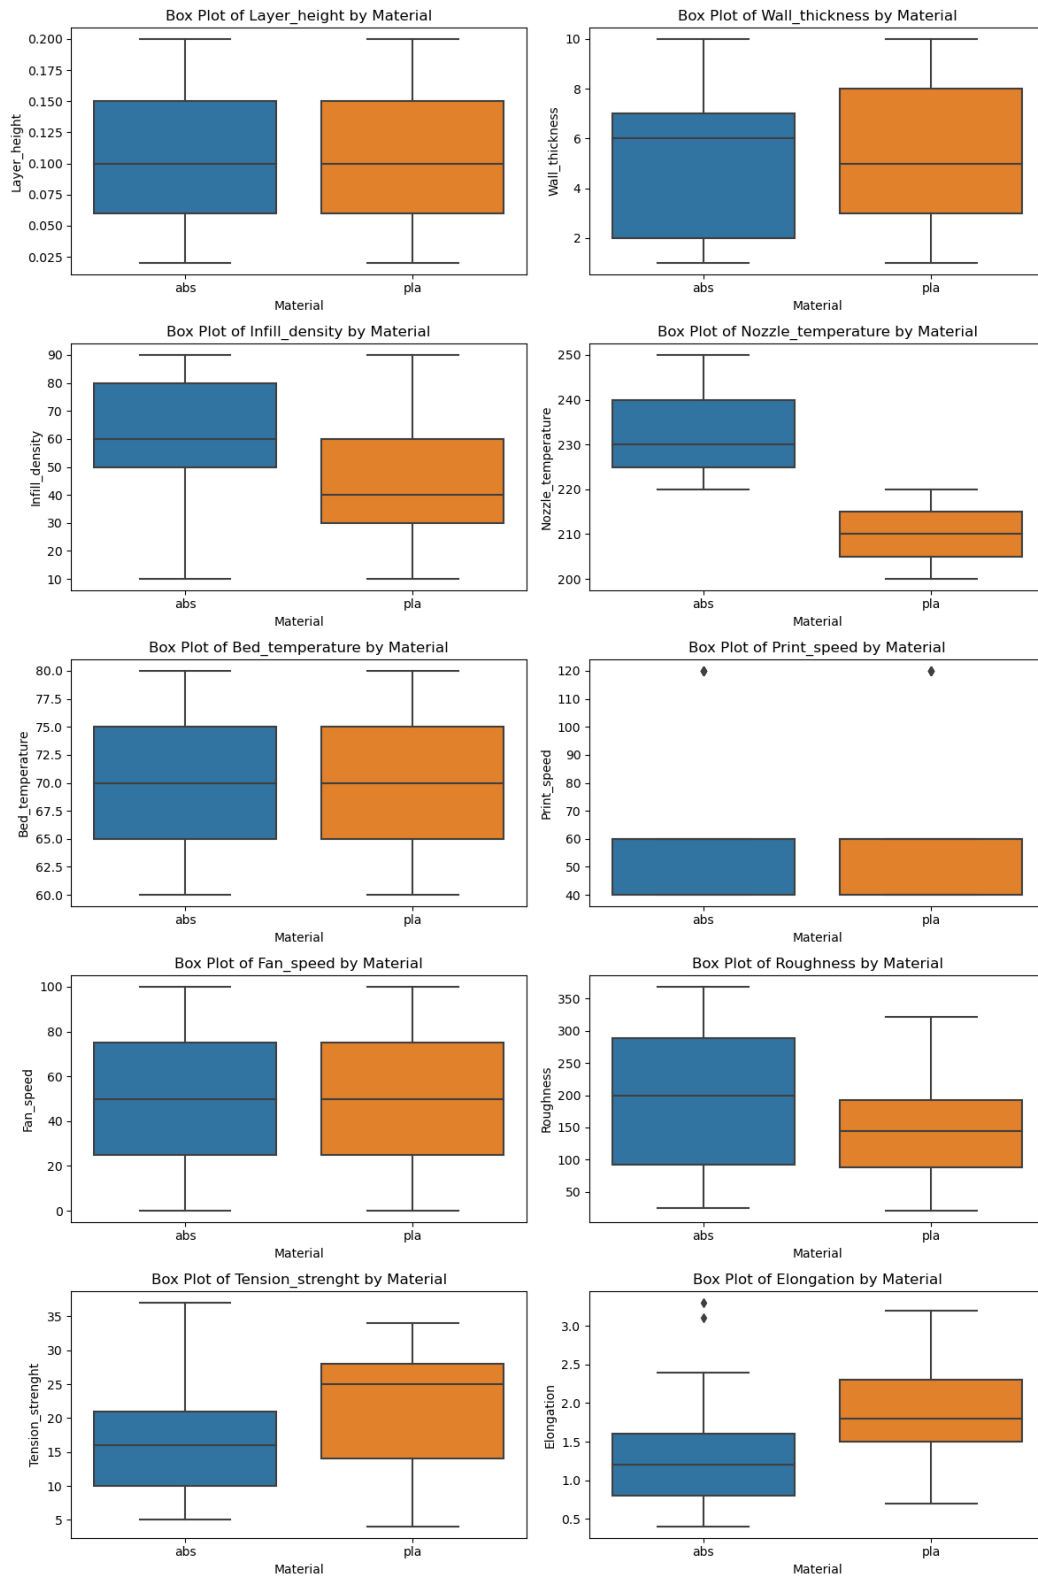 Box Plot of Layer_height by Material
0.200
0.175
0.150
0.125
0.100
0.075
0.050
0.025
Layer_height
abs
pla
Material
Box Plot of Wall_thickness by Material
10
8
6
4
2
Wall_thickness
abs
pla
Material
Box Plot of Infill_density by Material
90
80
70
60
50
40
30
20
10
Infill_density
abs
pla
Material
Box Plot of Nozzle_temperature by Material
250
240
230
220
210
200
Nozzle_temperature
abs
pla
Material
Box Plot of Bed_temperature by Material
80.0
77.5
75.0
72.5
70.0
67.5
65.0
62.5
60.0
Bed_temperature
abs
pla
Material
Box Plot of Print_speed by Material
120
110
100
90
80
70
60
50
40
Print_speed
abs
pla
Material
Box Plot of Fan_speed by Material
100
80
60
40
20
0
Fan_speed
abs
pla
Material
Box Plot of Roughness by Material
350
300
250
200
150
100
50
Roughness
abs
pla
Material
Box Plot of Tension_strenght by Material
35
30
25
20
15
10
5
Tension_strenght
abs
pla
Material
Box Plot of Elongation by Material
3.0
2.5
2.0
1.5
1.0
0.5
Elongation
abs
pla
Material